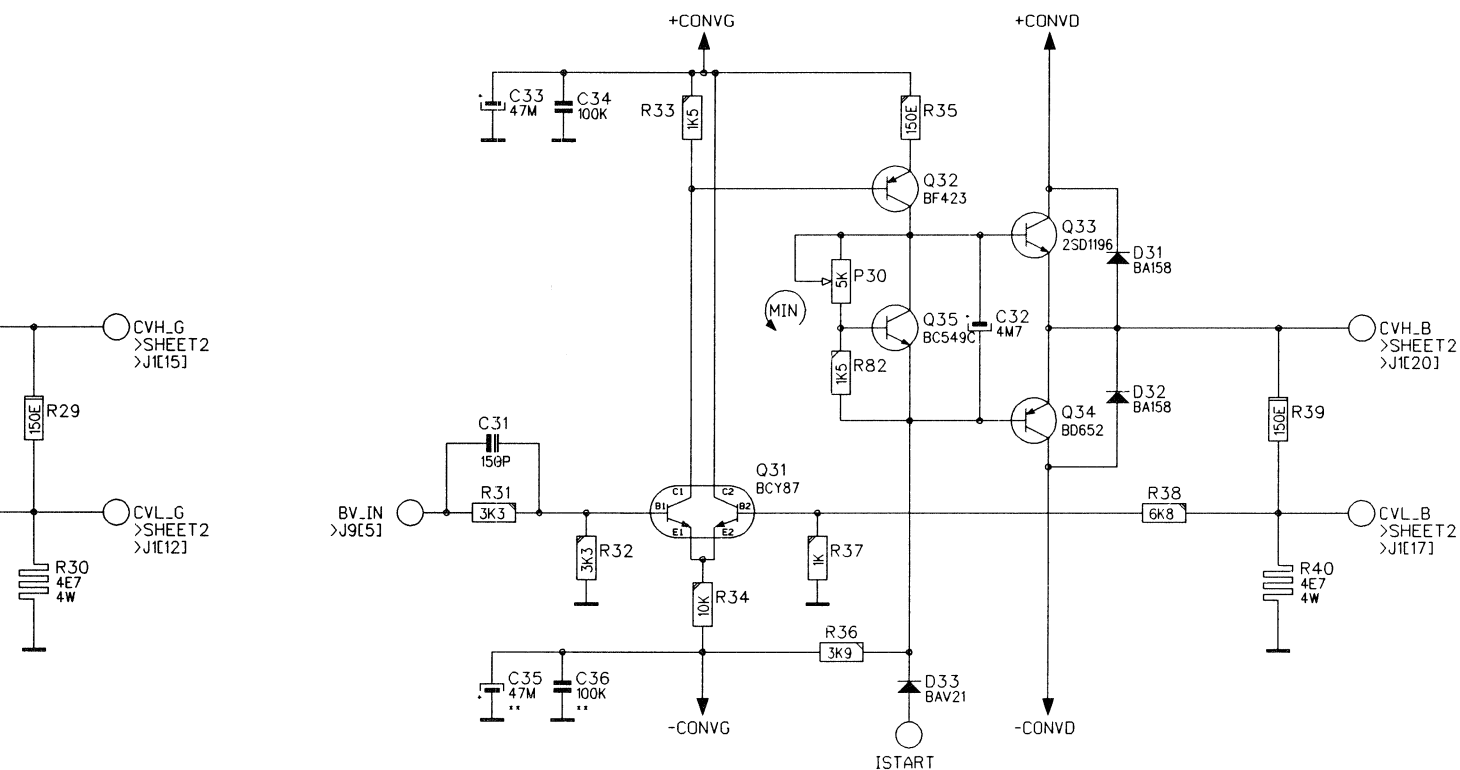 +CONVG
+CONVD
C33
47M
C34
100K
R33
1K5
150E
R35
Q32
BF423
Q33
2SD1196
D31
BA158
5K
P30
MIN
Q35
BC549C
C32
4M7
1K5
R82
CVH_G
>SHEET2
>J1[15]
CVH_B
>SHEET2
>J1[20]
150E
R29
D32
BA158
Q34
BD652
150E
R39
C31
150P
Q31
BCY87
R31
3K3
C1
C2
B1
B2
E1
E2
R38
6K8
BV_IN
>J9[5]
CVL_G
>SHEET2
>J1[12]
CVL_B
>SHEET2
>J1[17]
3K3
R32
1K
R37
R30
4E7
4W
R40
4E7
4W
10K
R34
R36
3K9
C35
47M
**
C36
100K
**
D33
BAV21
-CONVG
-CONVD
ISTART